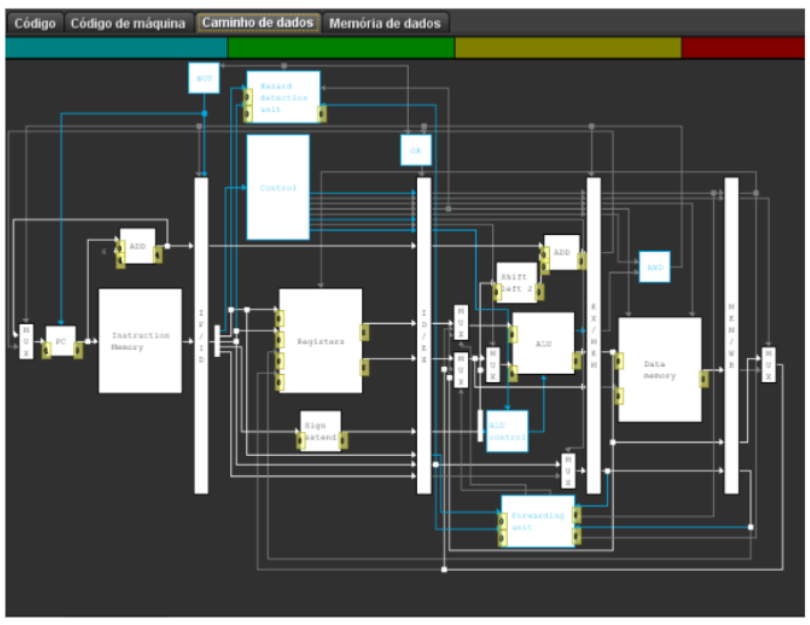 Código Código de máquina Caminho de dados Memória de dados
NOT
Hazard
detection
unit
OR
Control
ADD
4
ADD
Shift
left 2
AND
M
U
X
PC
Instruction
Memory
I
F
/
I
D
Registers
I
D
/
E
X
M
U
X
M
U
X
M
U
X
ALU
E
X
/
M
E
M
Data
memory
M
E
M
/
W
B
M
U
X
Sign
extend
ALU
control
M
U
X
Forwarding
unit